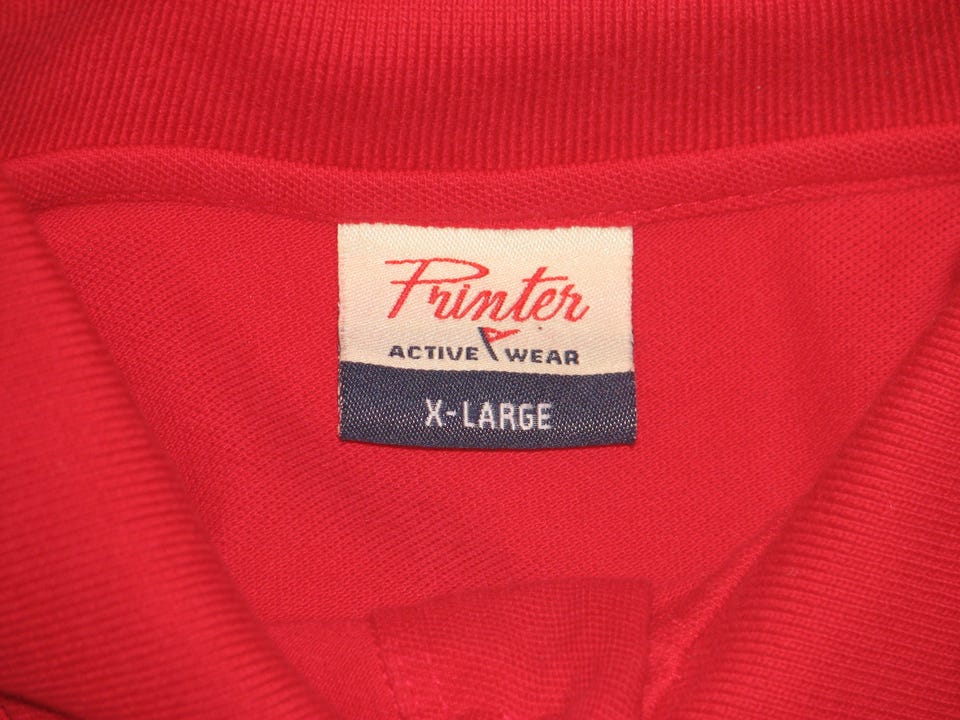 Printer
ACTIVE WEAR
X-LARGE